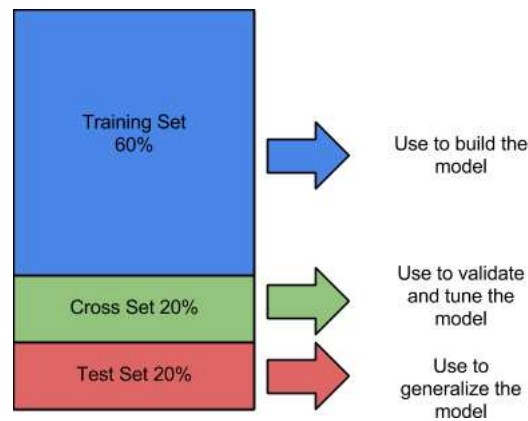 Training Set
60%
Use to build the
model
Cross Set 20%
Use to validate
and tune the
model
Test Set 20%
Use to
generalize the
model